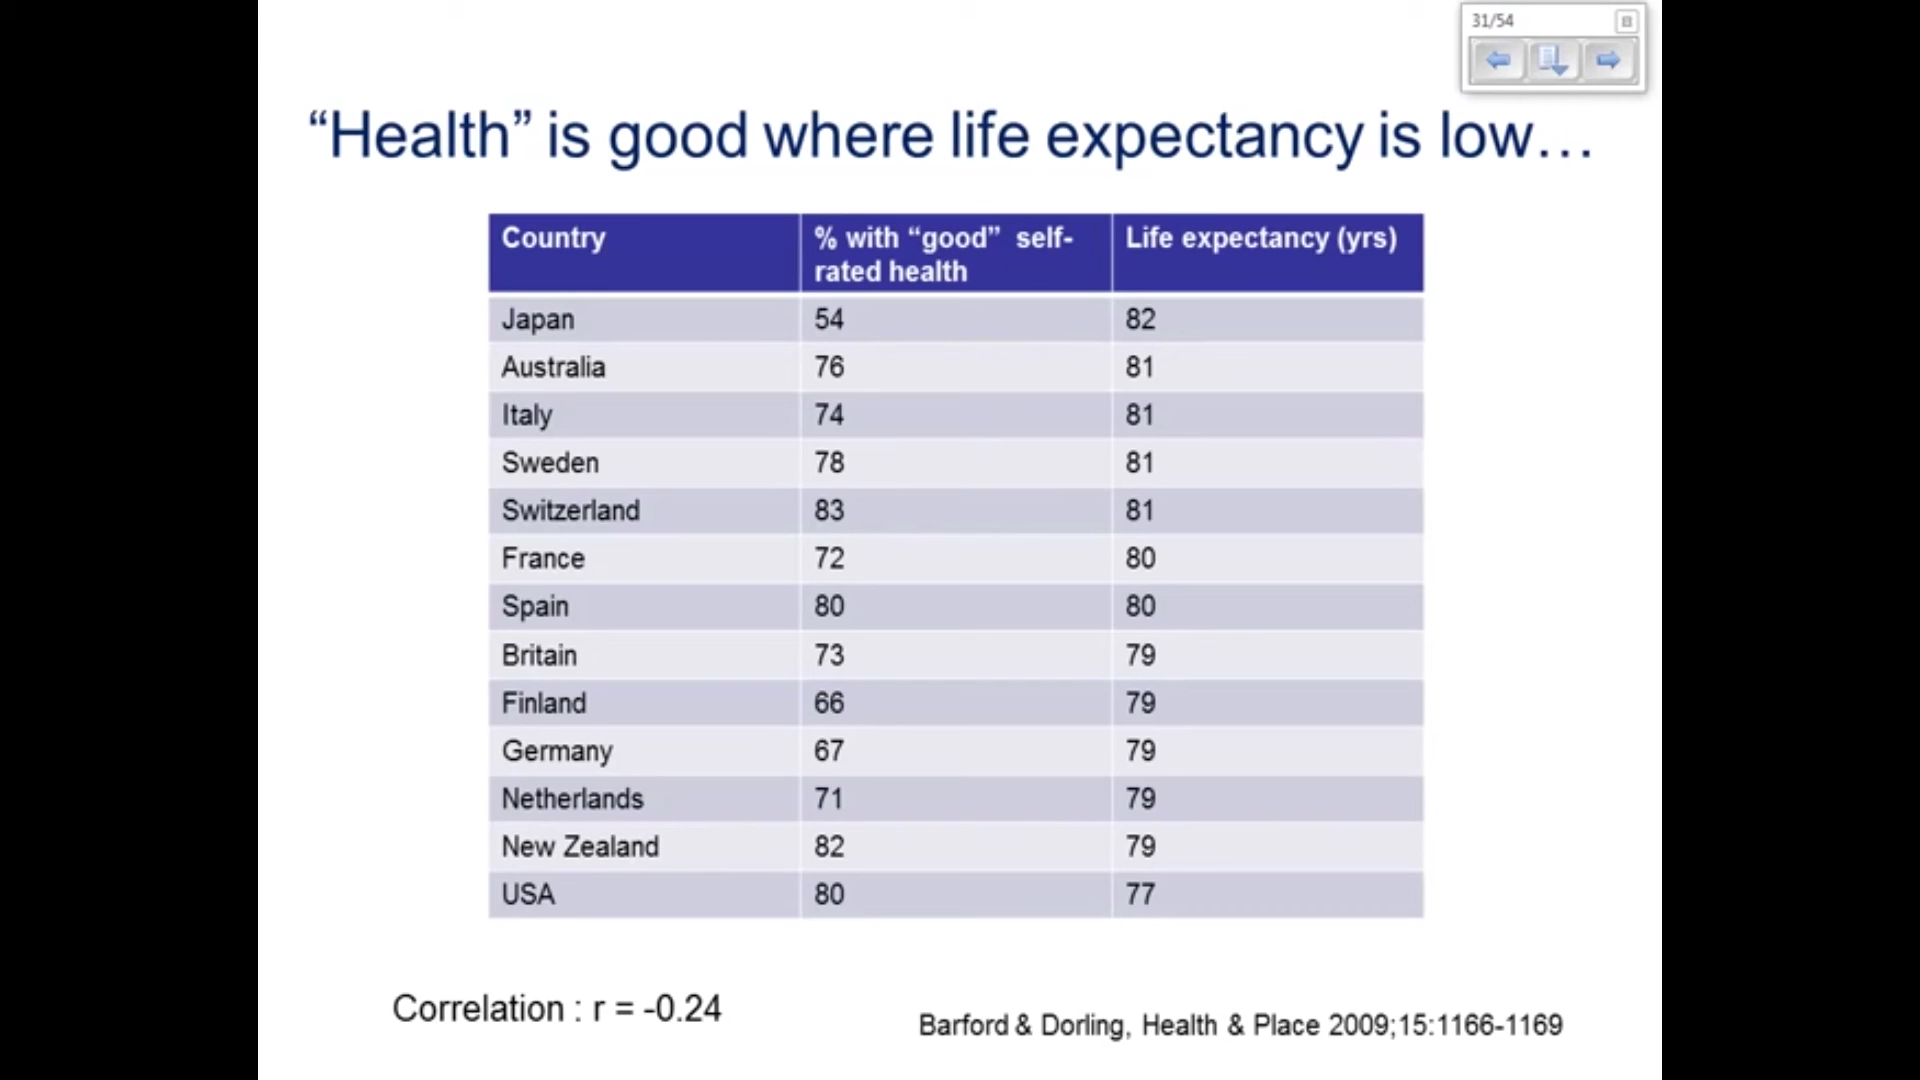 31/54
“Health” is good where life expectancy is low…
Country % with “good” self- Life expectancy (yrs)
rated health
Japan 54 82
Australia 76 81
Italy 74 81
Sweden 78 81
Switzerland 83 81
France 72 80
Spain 80 80
Britain 73 79
Finland 66 79
Germany 67 79
Netherlands 71 79
New Zealand 82 79
USA 80 77
Correlation : r = -0.24
Barford & Dorling, Health & Place 2009;15:1166-1169